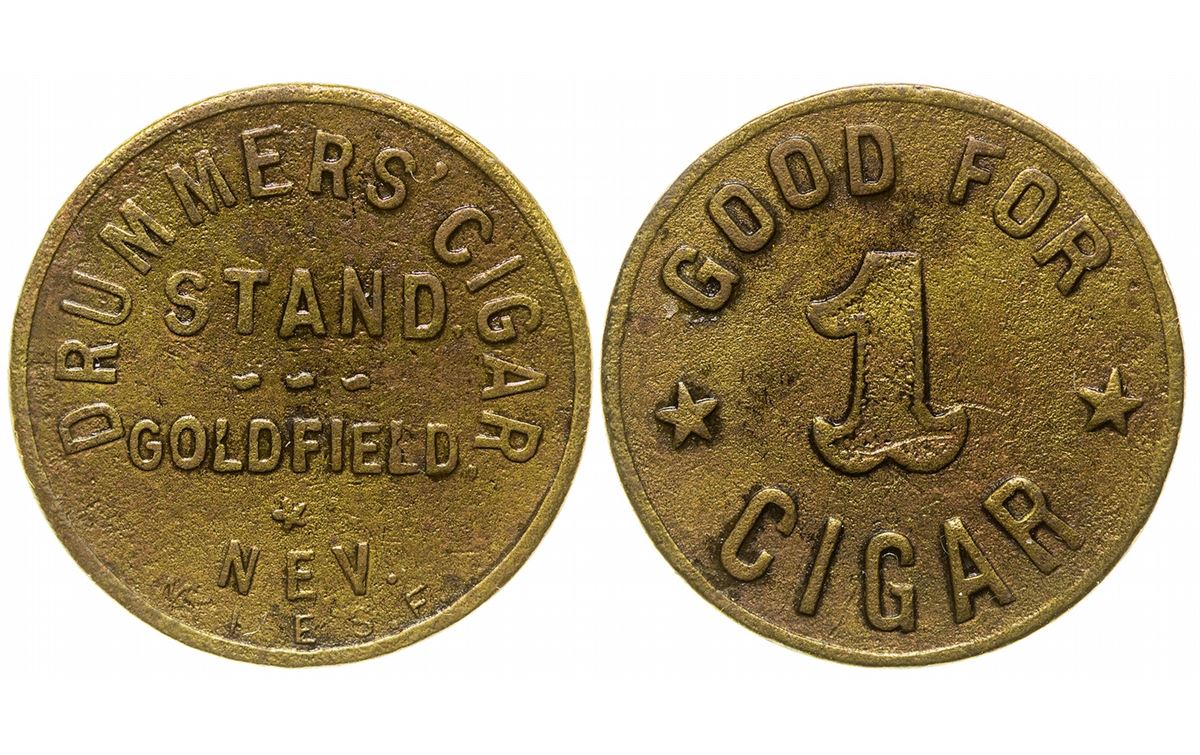 DRUMMERS' CIGAR
STAND
GOLDFIELD,
NEV.
GOOD FOR
1
CIGAR